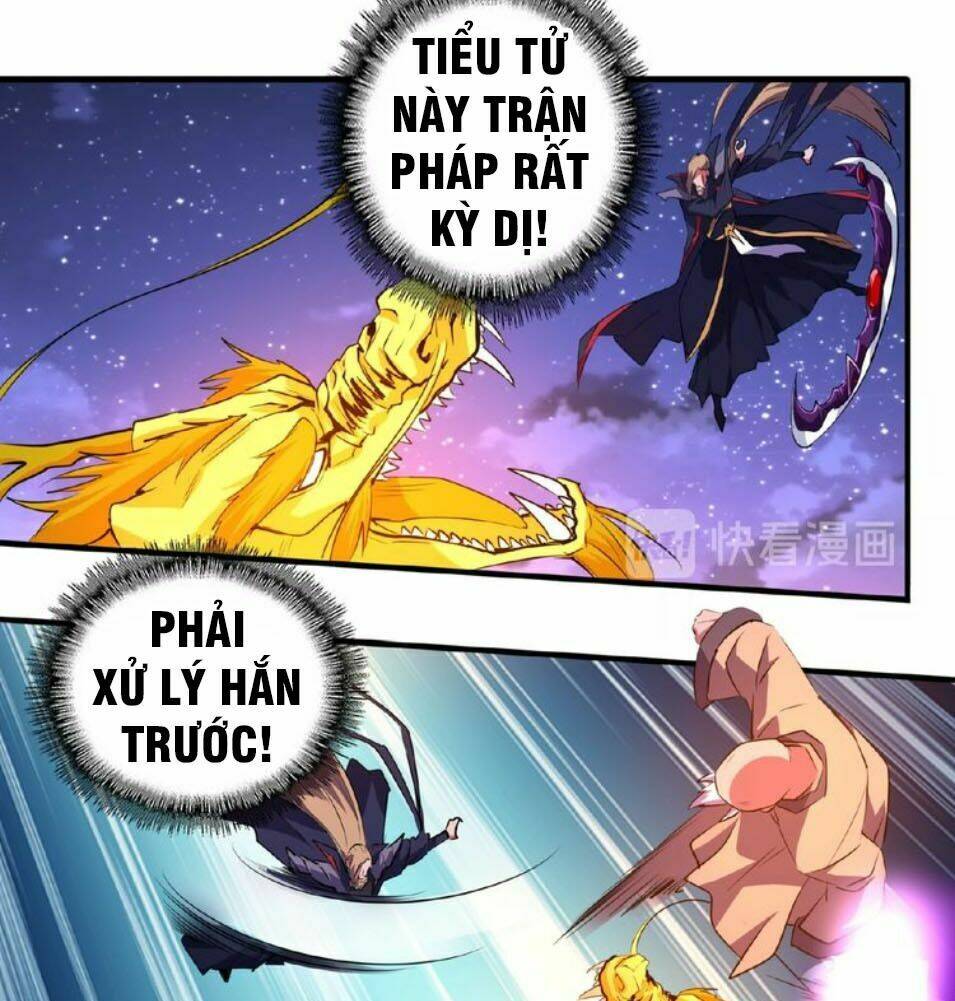 TIỂU TỬ
NÀY TRẬN
PHÁP RẤT
KỲ DỊ!
快看漫画
PHẢI
XỬ LÝ HẮN
TRƯỚC!